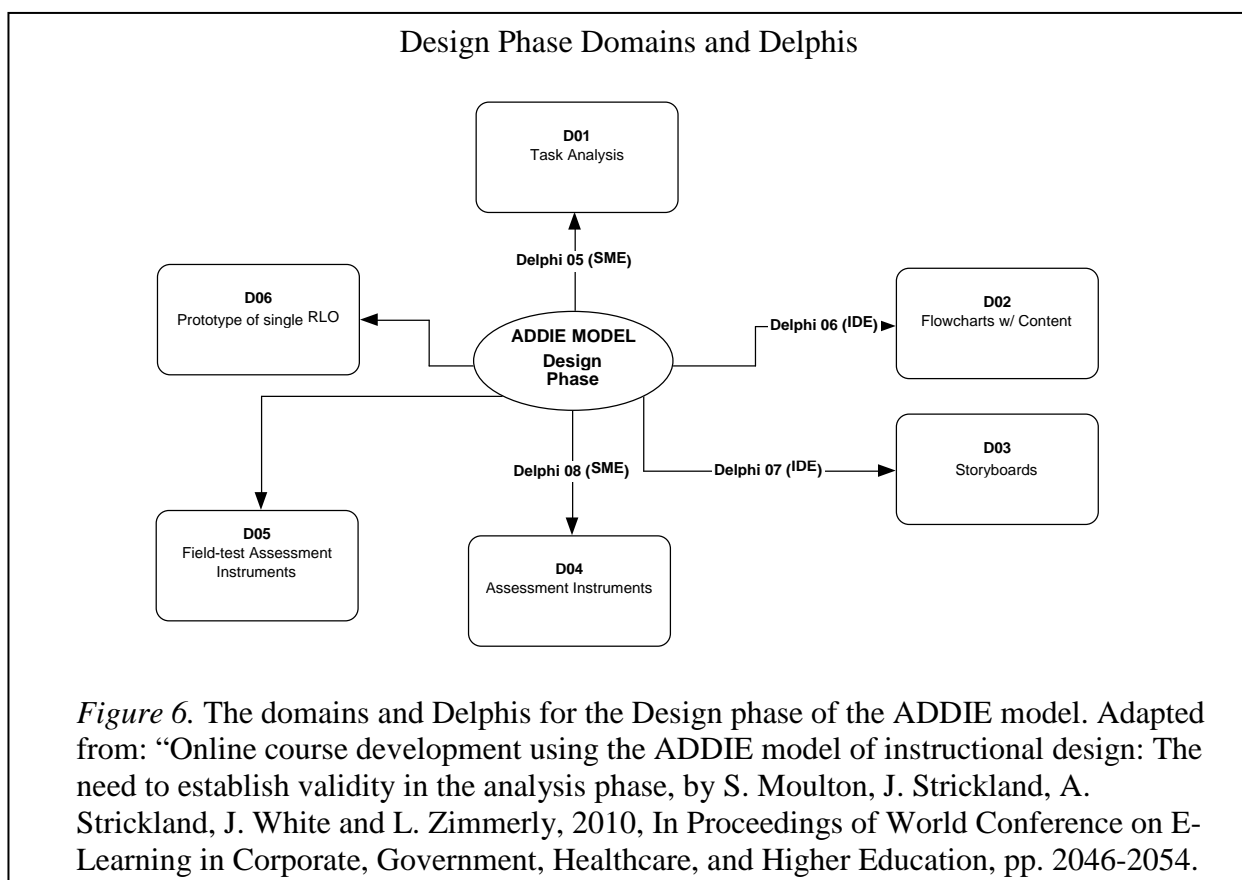 Design Phase Domains and Delphis
D01
Task Analysis
Delphi 05 (SME)
D06
Prototype of single RLO
D02
Flowcharts w/ Content
Delphi 06 (IDE)
ADDIE MODEL
Design
Phase
D03
Storyboards
Delphi 08 (SME)
Delphi 07 (IDE)
D05
Field-test Assessment
Instruments
D04
Assessment Instruments
Figure 6. The domains and Delphis for the Design phase of the ADDIE model. Adapted
from: “Online course development using the ADDIE model of instructional design: The
need to establish validity in the analysis phase, by S. Moulton, J. Strickland, A.
Strickland, J. White and L. Zimmerly, 2010, In Proceedings of World Conference on E-
Learning in Corporate, Government, Healthcare, and Higher Education, pp. 2046-2054.